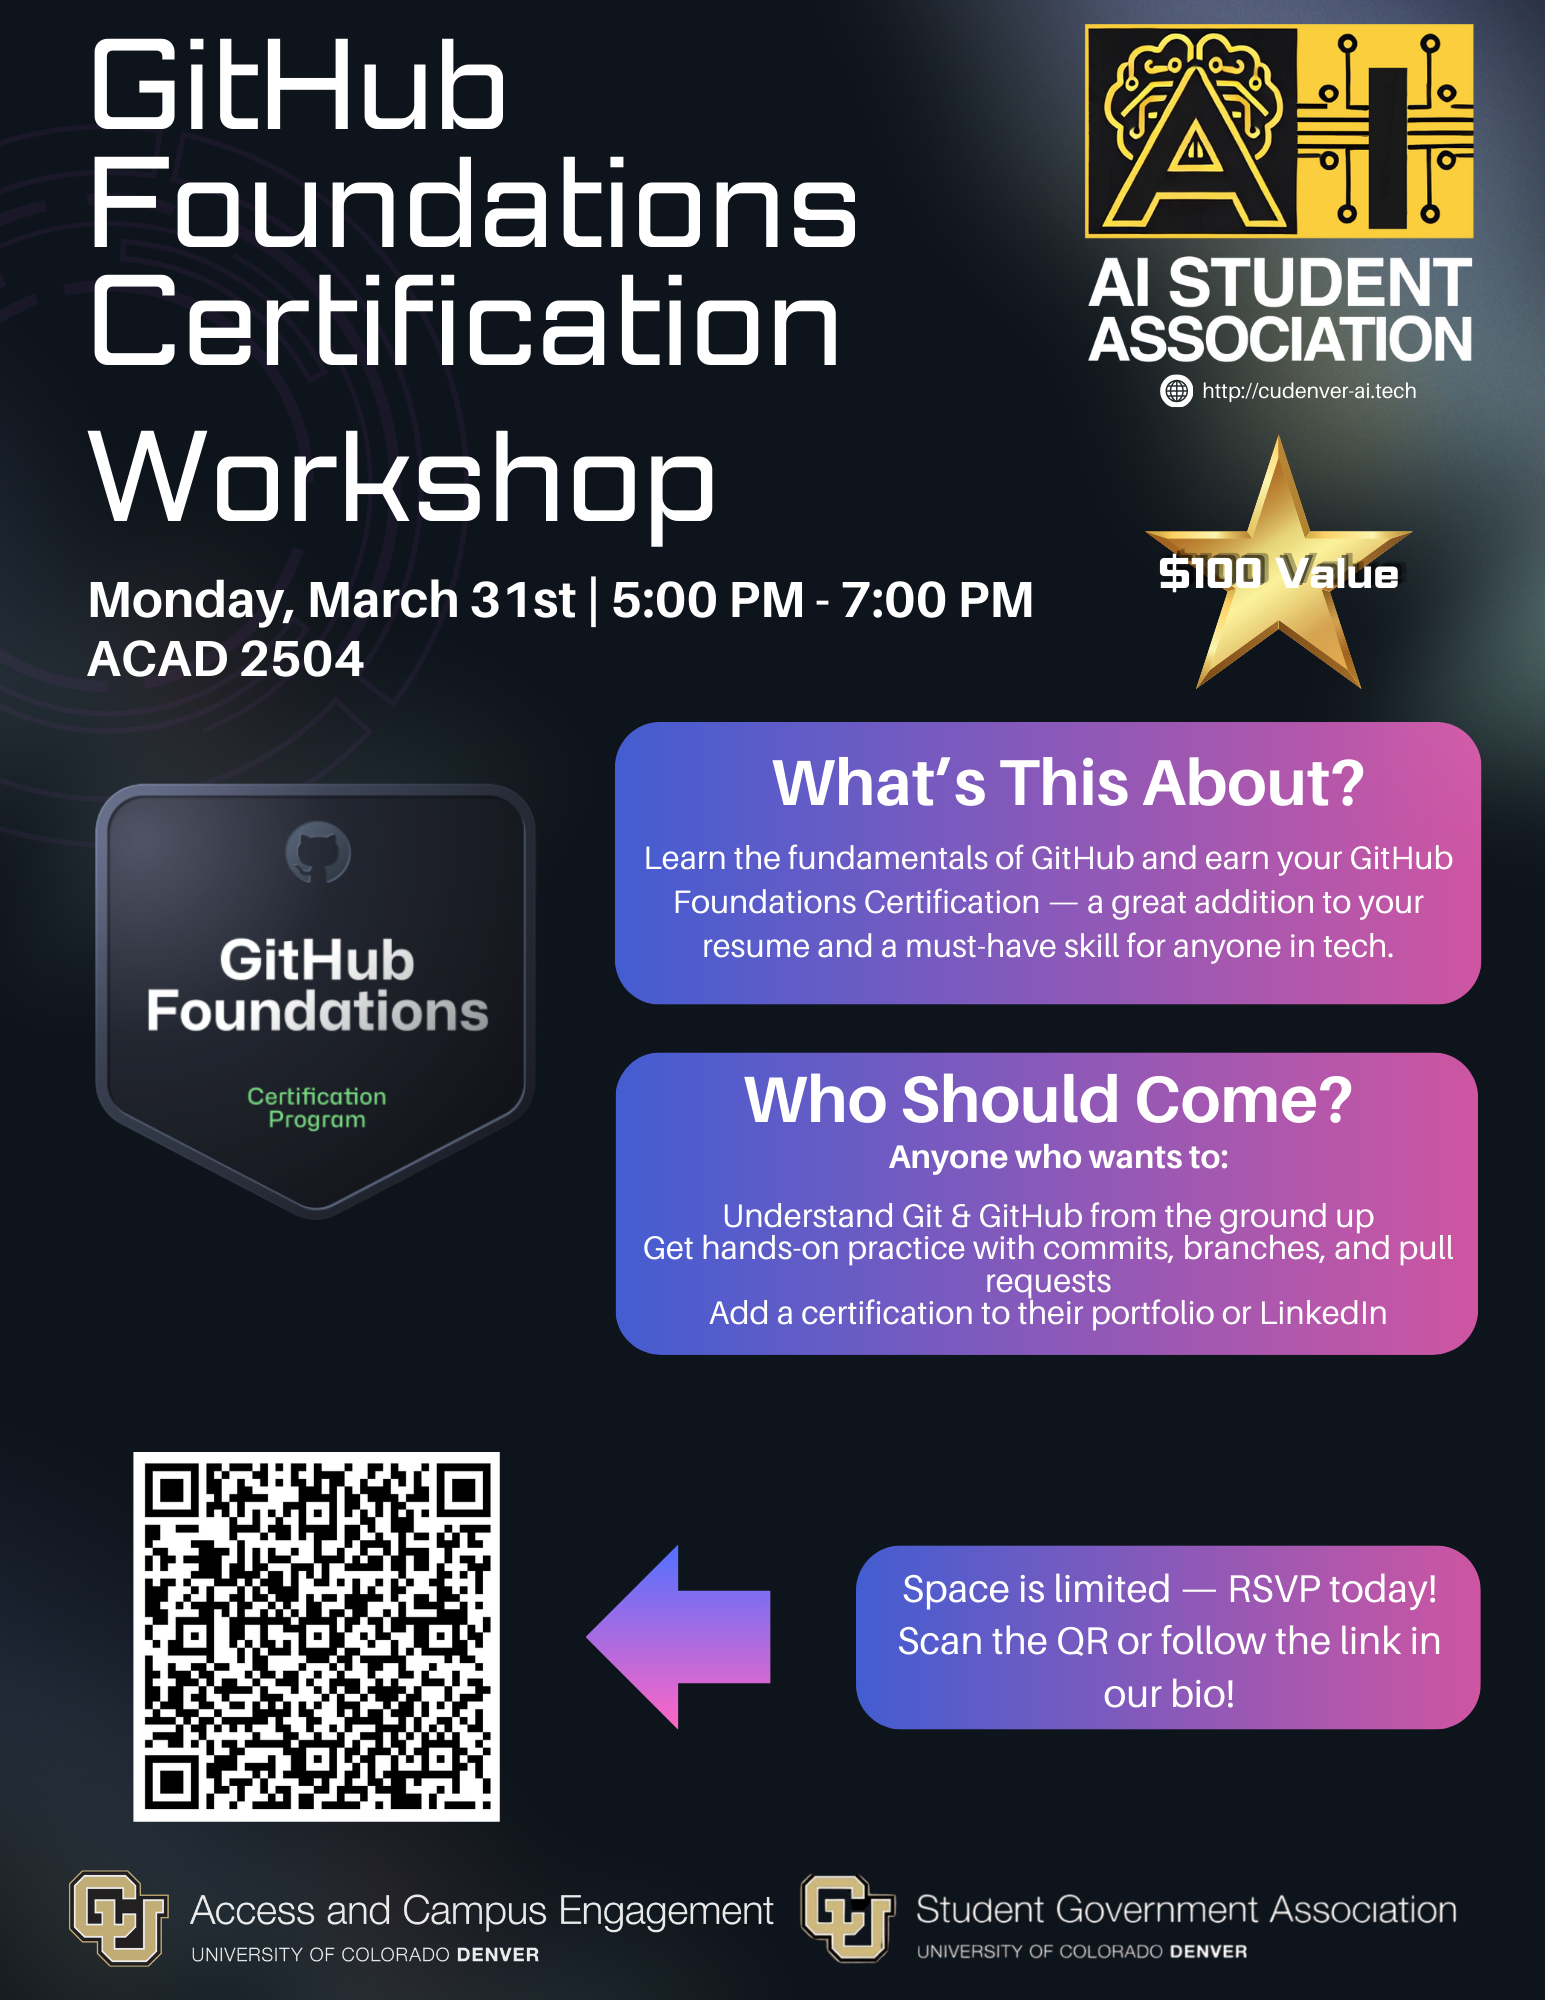 GitHub
Foundations
Certification
Workshop
Monday, March 31st | 5:00 PM - 7:00 PM
ACAD 2504
AI
AI STUDENT
ASSOCIATION
http://cudenver-ai.tech
$100 Value
What's This About?
Learn the fundamentals of GitHub and earn your GitHub
Foundations Certification — a great addition to your
resume and a must-have skill for anyone in tech.
GitHub
Foundations
Certification
Program
Who Should Come?
Anyone who wants to:
Understand Git & GitHub from the ground up
Get hands-on practice with commits, branches, and pull
requests
Add a certification to their portfolio or LinkedIn
Space is limited — RSVP today!
Scan the QR or follow the link in
our bio!
CU
Access and Campus Engagement
UNIVERSITY OF COLORADO DENVER
CU
Student Government Association
UNIVERSITY OF COLORADO DENVER